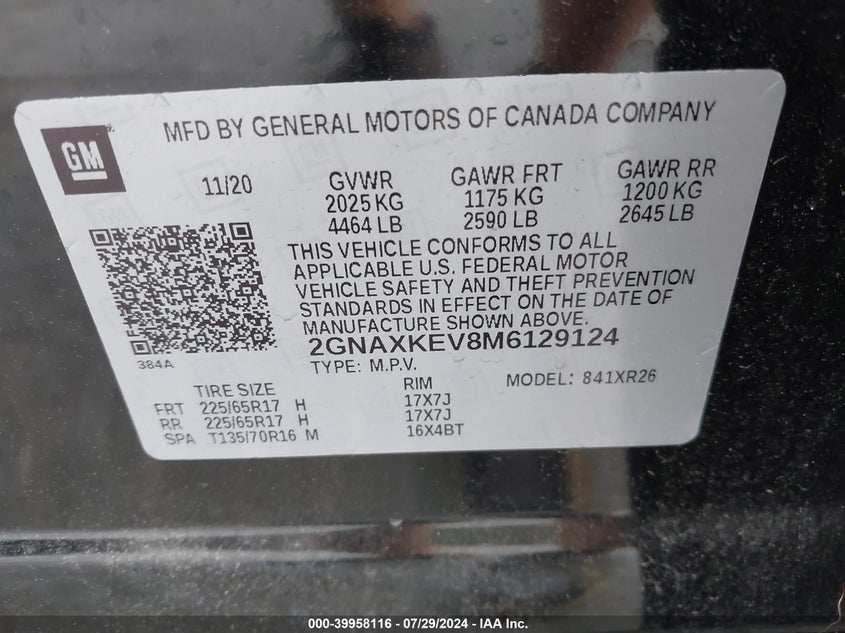 MFD BY GENERAL MOTORS OF CANADA COMPANY
GM
11/20
GVWR
2025 KG
4464 LB
GAWR FRT
1175 KG
2590 LB
GAWR RR
1200 KG
2645 LB
THIS VEHICLE CONFORMS TO ALL
APPLICABLE U.S. FEDERAL MOTOR
VEHICLE SAFETY AND THEFT PREVENTION
STANDARDS IN EFFECT ON THE DATE OF
MANUFACTURE SHOWN ABOVE.
2GNAXKEV8M6129124
384A
TYPE: M.P.V.
MODEL: 841XR26
TIRE SIZE RIM
FRT 225/65R17 H 17X7J
RR 225/65R17 H 17X7J
SPA T135/70R16 M 16X4BT
000-39958116 - 07/29/2024 - IAA Inc.